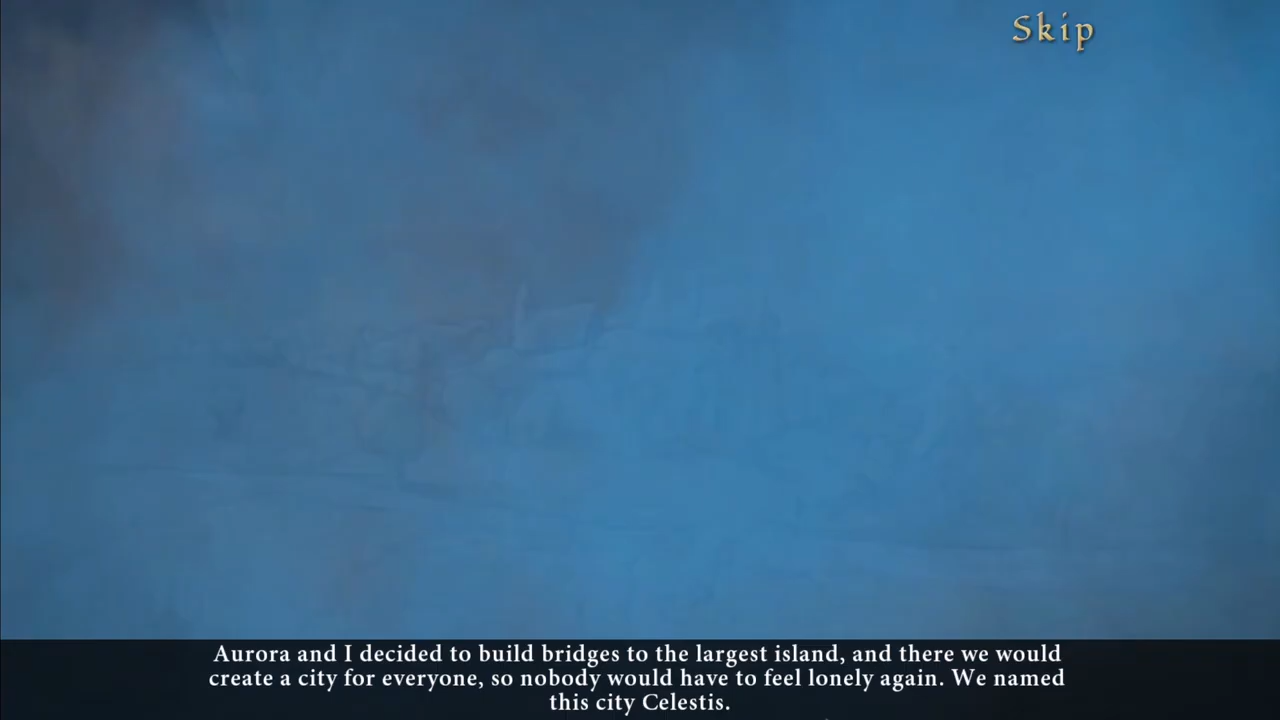 Skip
Aurora and I decided to build bridges to the largest island, and there we would
create a city for everyone, so nobody would have to feel lonely again. We named
this city Celestis.